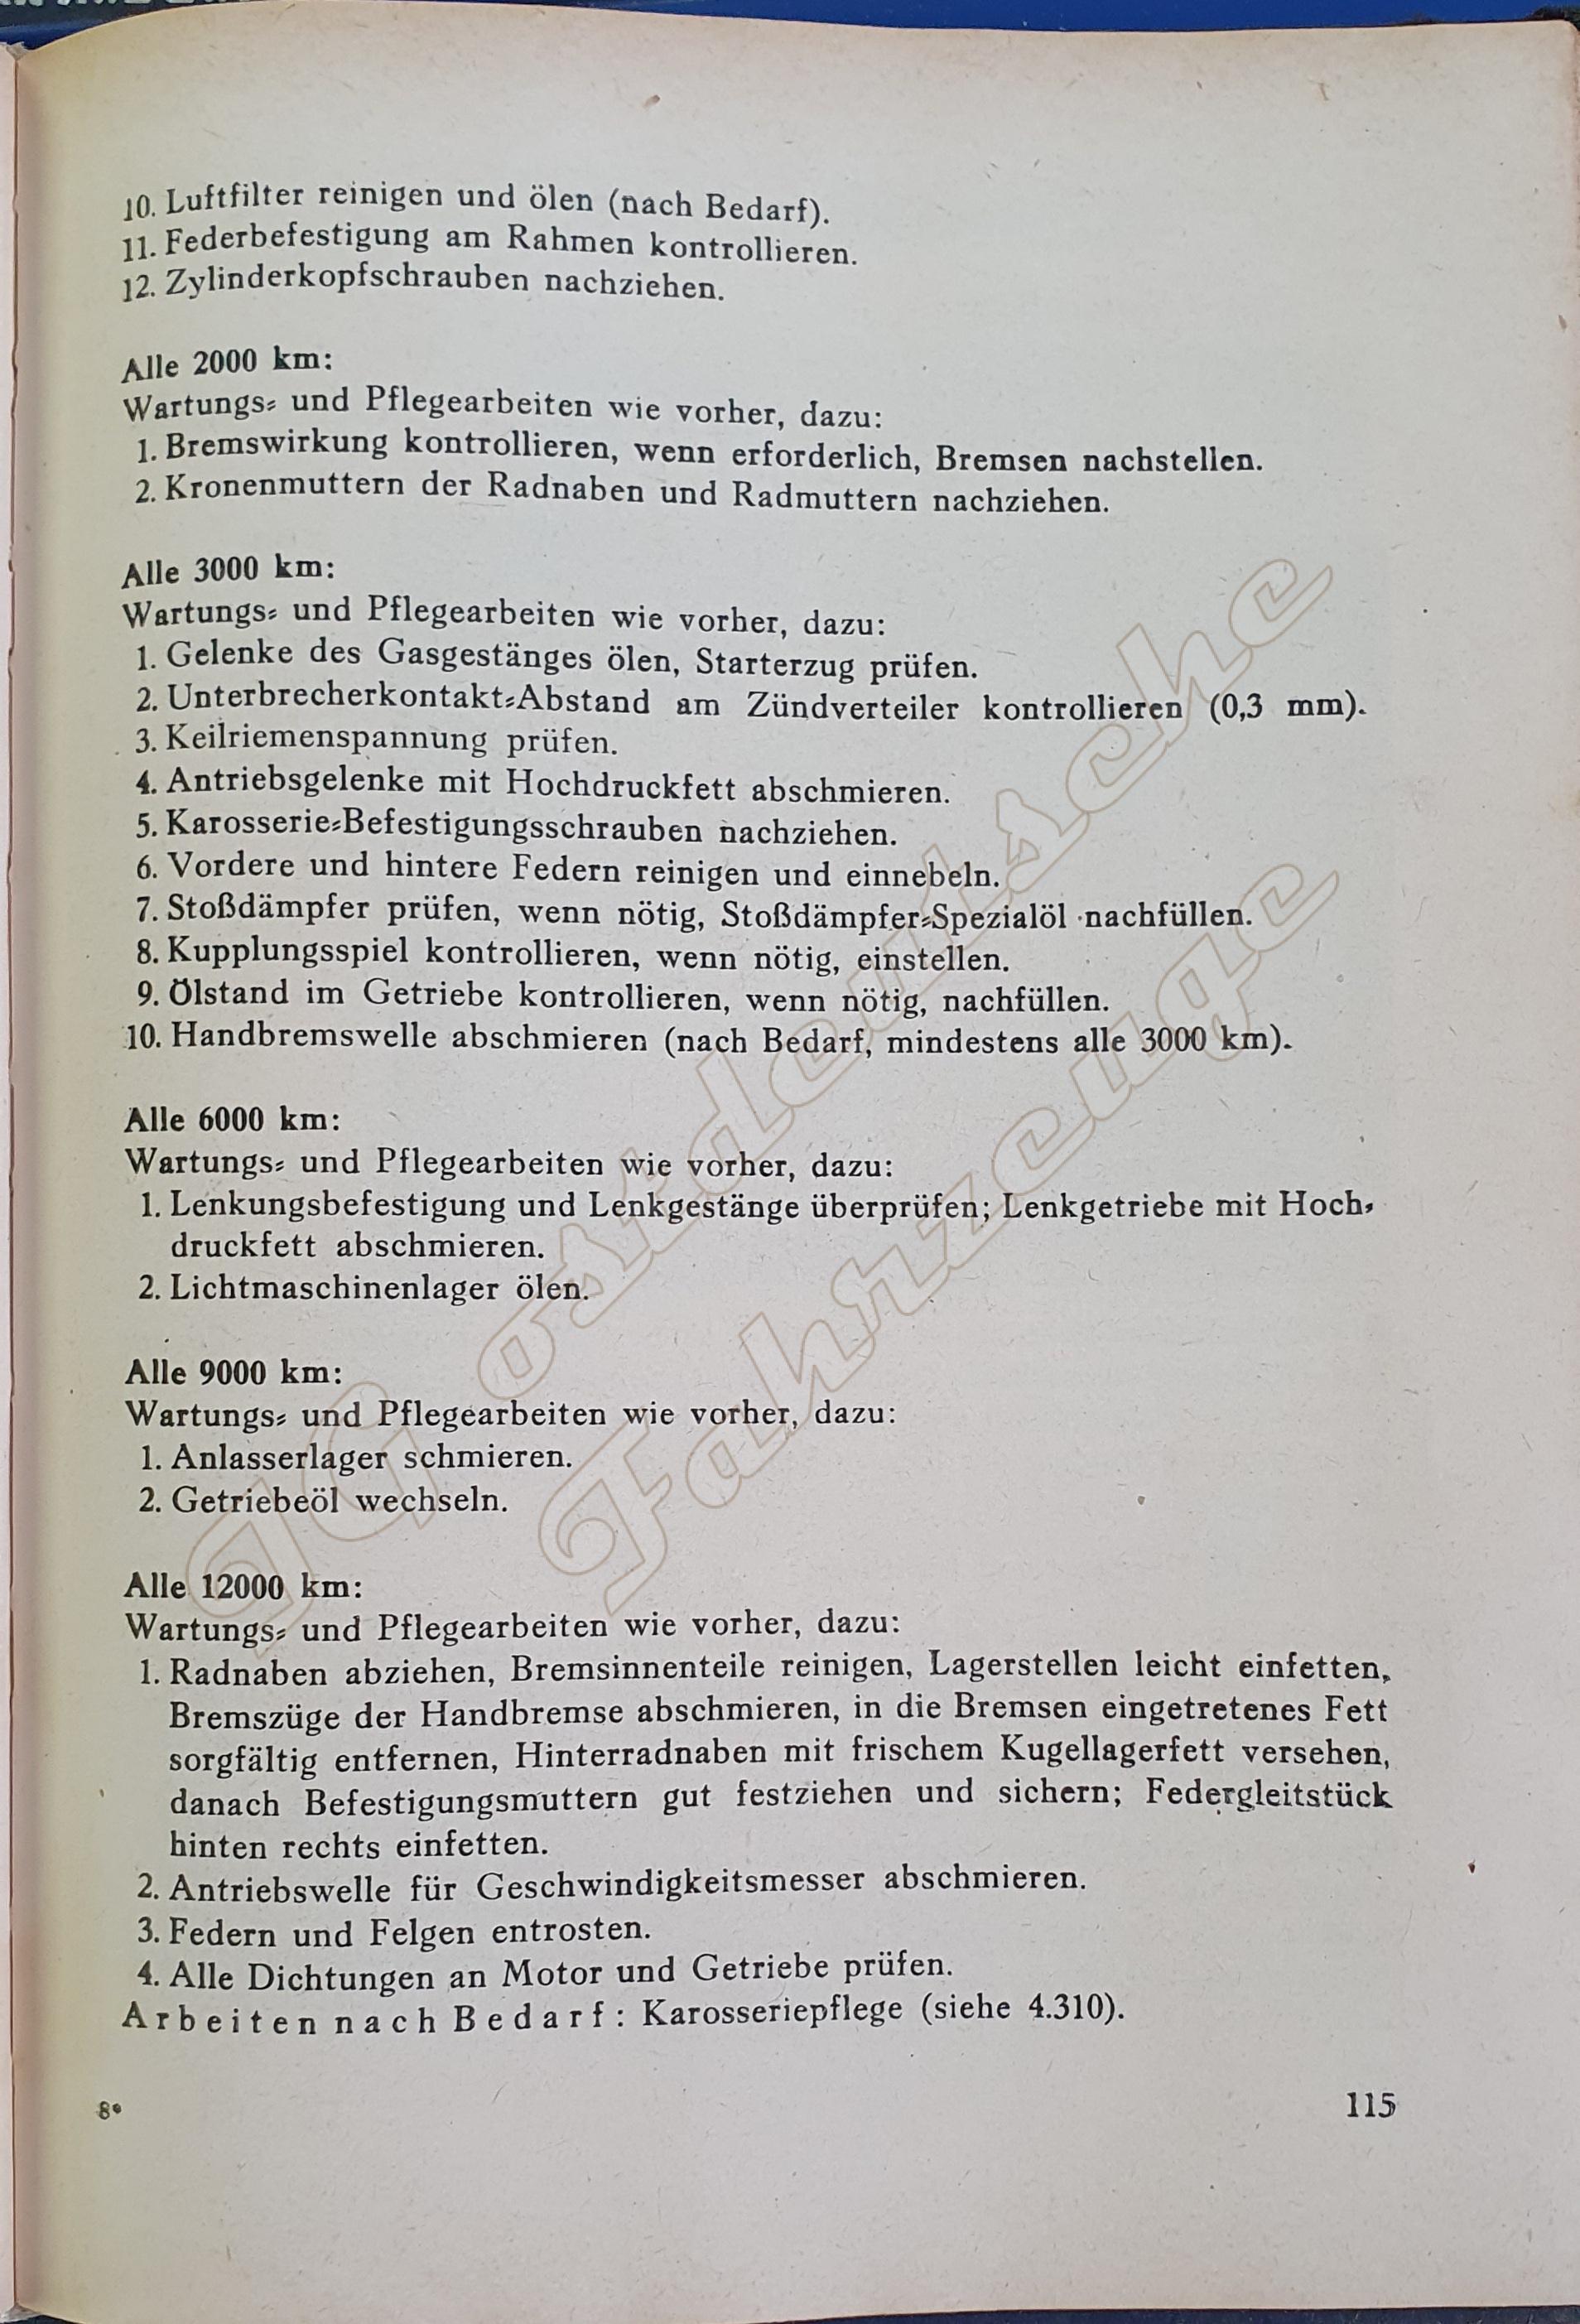 10. Luftfilter reinigen und ölen (nach Bedarf).
11. Federbefestigung am Rahmen kontrollieren.
12. Zylinderkopfschrauben nachziehen.
Alle 2000 km:
Wartungs- und Pflegearbeiten wie vorher, dazu:
1. Bremswirkung kontrollieren, wenn erforderlich, Bremsen nachstellen.
2. Kronenmuttern der Radnaben und Radmuttern nachziehen.
Alle 3000 km:
Wartungs- und Pflegearbeiten wie vorher, dazu:
1. Gelenke des Gasgestänges ölen, Starterzug prüfen.
2. Unterbrecherkontakt-Abstand am Zündverteiler kontrollieren (0,3 mm).
3. Keilriemenspannung prüfen.
4. Antriebsgelenke mit Hochdruckfett abschmieren.
5. Karosserie-Befestigungsschrauben nachziehen.
6. Vordere und hintere Federn reinigen und einnebeln.
7. Stoßdämpfer prüfen, wenn nötig, Stoßdämpfer-Spezialöl nachfüllen.
8. Kupplungsspiel kontrollieren, wenn nötig, einstellen.
9. Ölstand im Getriebe kontrollieren, wenn nötig, nachfüllen.
10. Handbremswelle abschmieren (nach Bedarf, mindestens alle 3000 km).
Alle 6000 km:
Wartungs- und Pflegearbeiten wie vorher, dazu:
1. Lenkungsbefestigung und Lenkgestänge überprüfen; Lenkgetriebe mit Hoch-
druckfett abschmieren.
2. Lichtmaschinenlager ölen.
Alle 9000 km:
Wartungs- und Pflegearbeiten wie vorher, dazu:
1. Anlasserlager schmieren.
2. Getriebeöl wechseln.
Alle 12000 km:
Wartungs- und Pflegearbeiten wie vorher, dazu:
1. Radnaben abziehen, Bremsinnenteile reinigen, Lagerstellen leicht einfetten,
Bremszüge der Handbremse abschmieren, in die Bremsen eingetretenes Fett
sorgfältig entfernen, Hinterradnaben mit frischem Kugellagerfett versehen,
danach Befestigungsmuttern gut festziehen und sichern; Federgleitstück
hinten rechts einfetten.
2. Antriebswelle für Geschwindigkeitsmesser abschmieren.
3. Federn und Felgen entrosten.
4. Alle Dichtungen an Motor und Getriebe prüfen.
Arbeiten nach Bedarf: Karosseriepflege (siehe 4.310).
8*
115
IG ostdeutsche
Fahrzeuge